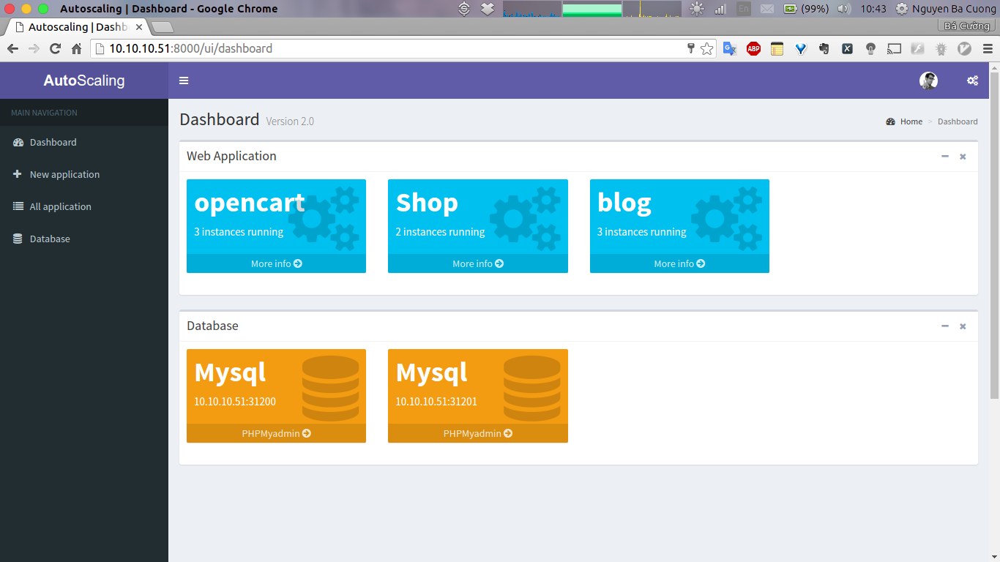 Autoscaling | Dashboard - Google Chrome
En
(99%)
10:43
Nguyen Ba Cuong
Autoscaling | Dashb
Bá Cường
10.10.10.51:8000/ui/dashboard
ABP
AutoScaling
MAIN NAVIGATION
Dashboard
New application
All application
Database
Dashboard Version 2.0
Home > Dashboard
Web Application
opencart
3 instances running
More info
Shop
2 instances running
More info
blog
3 instances running
More info
Database
Mysql
10.10.10.51:31200
PHPMyadmin
Mysql
10.10.10.51:31201
PHPMyadmin